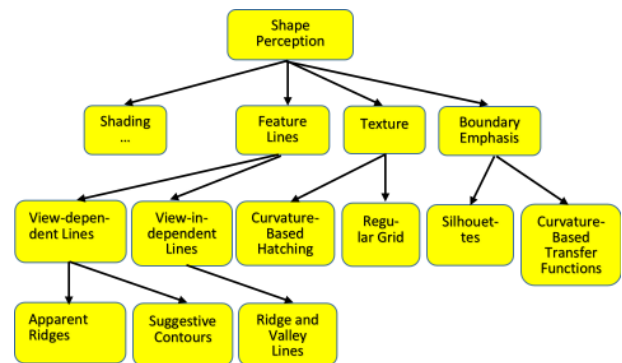 Shape
Perception
Shading
...
Feature
Lines
Texture
Boundary
Emphasis
View-depen-
dent Lines
View-in-
dependent
Lines
Curvature-
Based
Hatching
Regu-
lar Grid
Silhouet-
tes
Curvature-
Based
Transfer
Functions
Apparent
Ridges
Suggestive
Contours
Ridge and
Valley
Lines